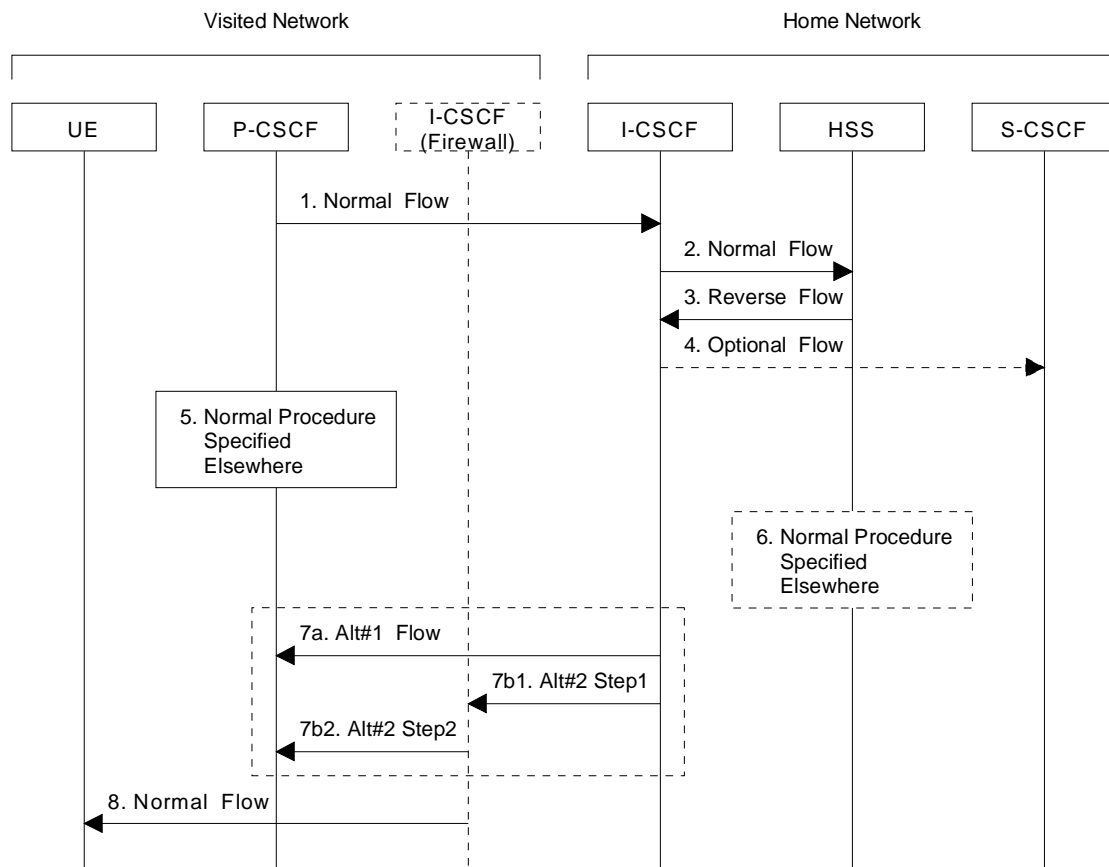 Visited Network
Home Network
UE
P-CSCF
I-CSCF
(Firewall)
I-CSCF
HSS
S-CSCF
1. Normal Flow
2. Normal Flow
3. Reverse Flow
4. Optional Flow
5. Normal Procedure
Specified
Elsewhere
6. Normal Procedure
Specified
Elsewhere
7a. Alt#1 Flow
7b1. Alt#2 Step1
7b2. Alt#2 Step2
8. Normal Flow